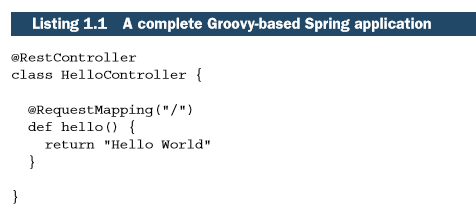 Listing 1.1 A complete Groovy-based Spring application
@RestController
class HelloController {
@RequestMapping("/")
def hello() {
return "Hello World"
}
}